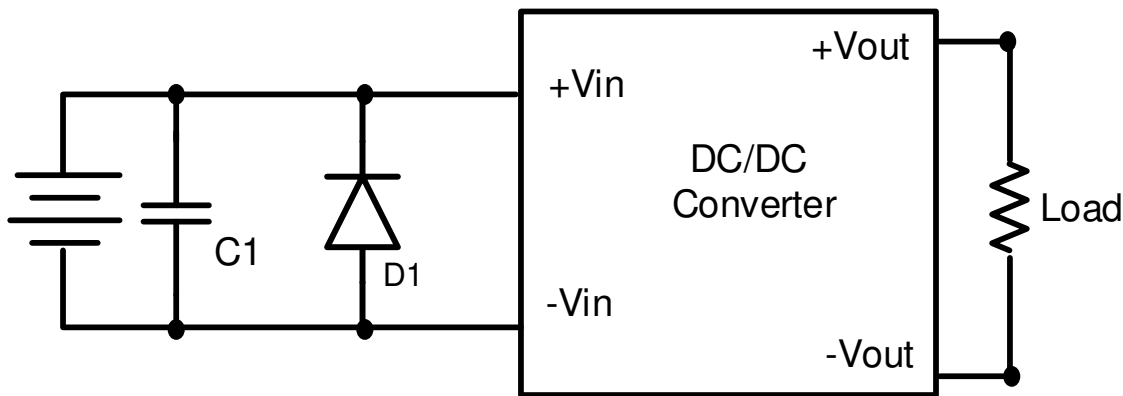 +Vout
+Vin
DC/DC
Converter
Load
C1
D1
-Vin
-Vout